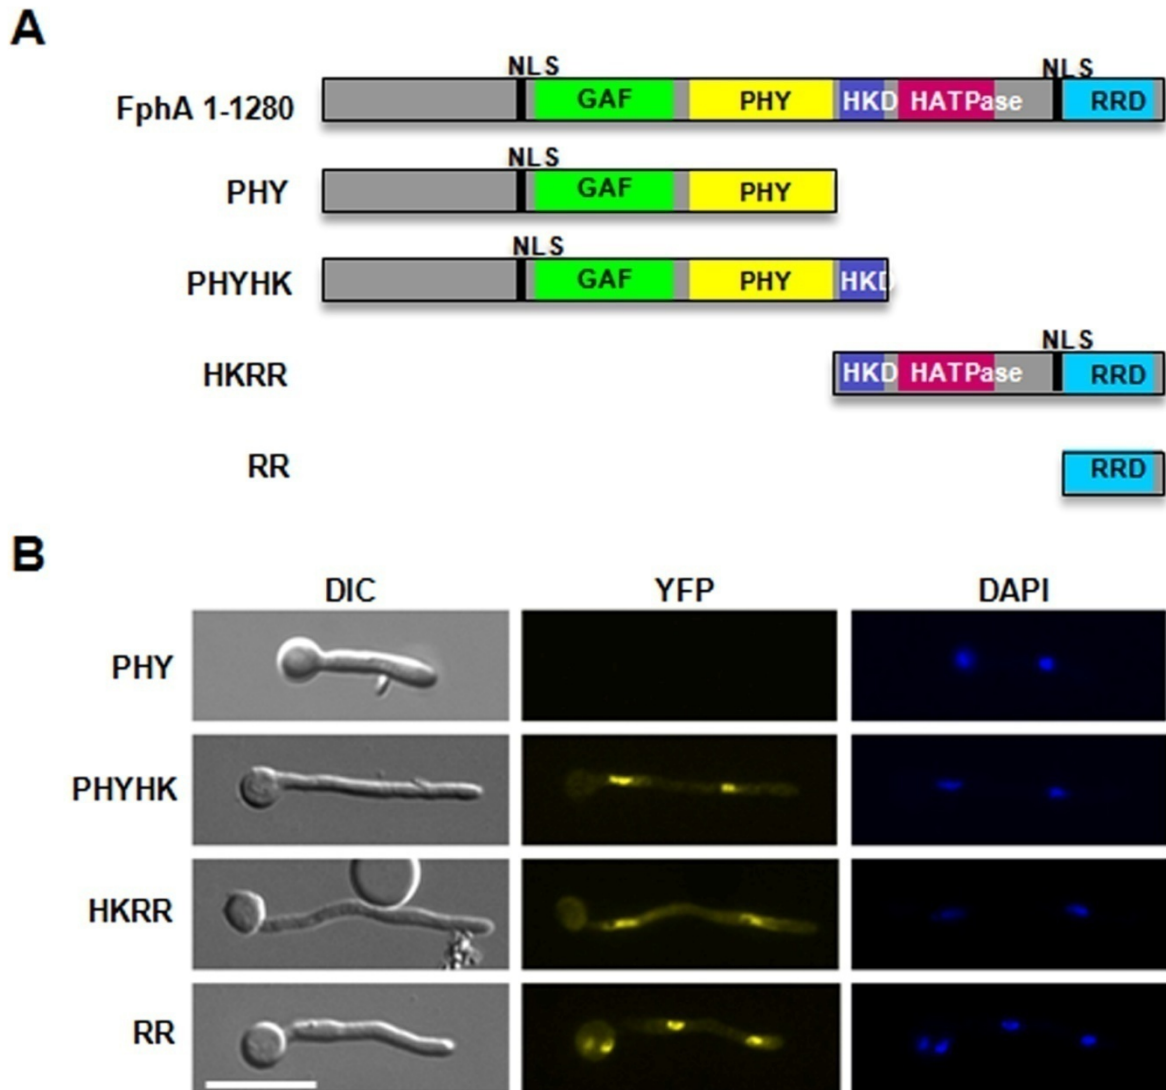 A
NLS NLS
FphA 1-1280 GAF PHY HKD HATPase RRD
NLS
PHY GAF PHY
NLS
PHYHK GAF PHY HKD
NLS
HKRR HKD HATPase RRD
RR RRD
B
DIC YFP DAPI
PHY
PHYHK
HKRR
RR